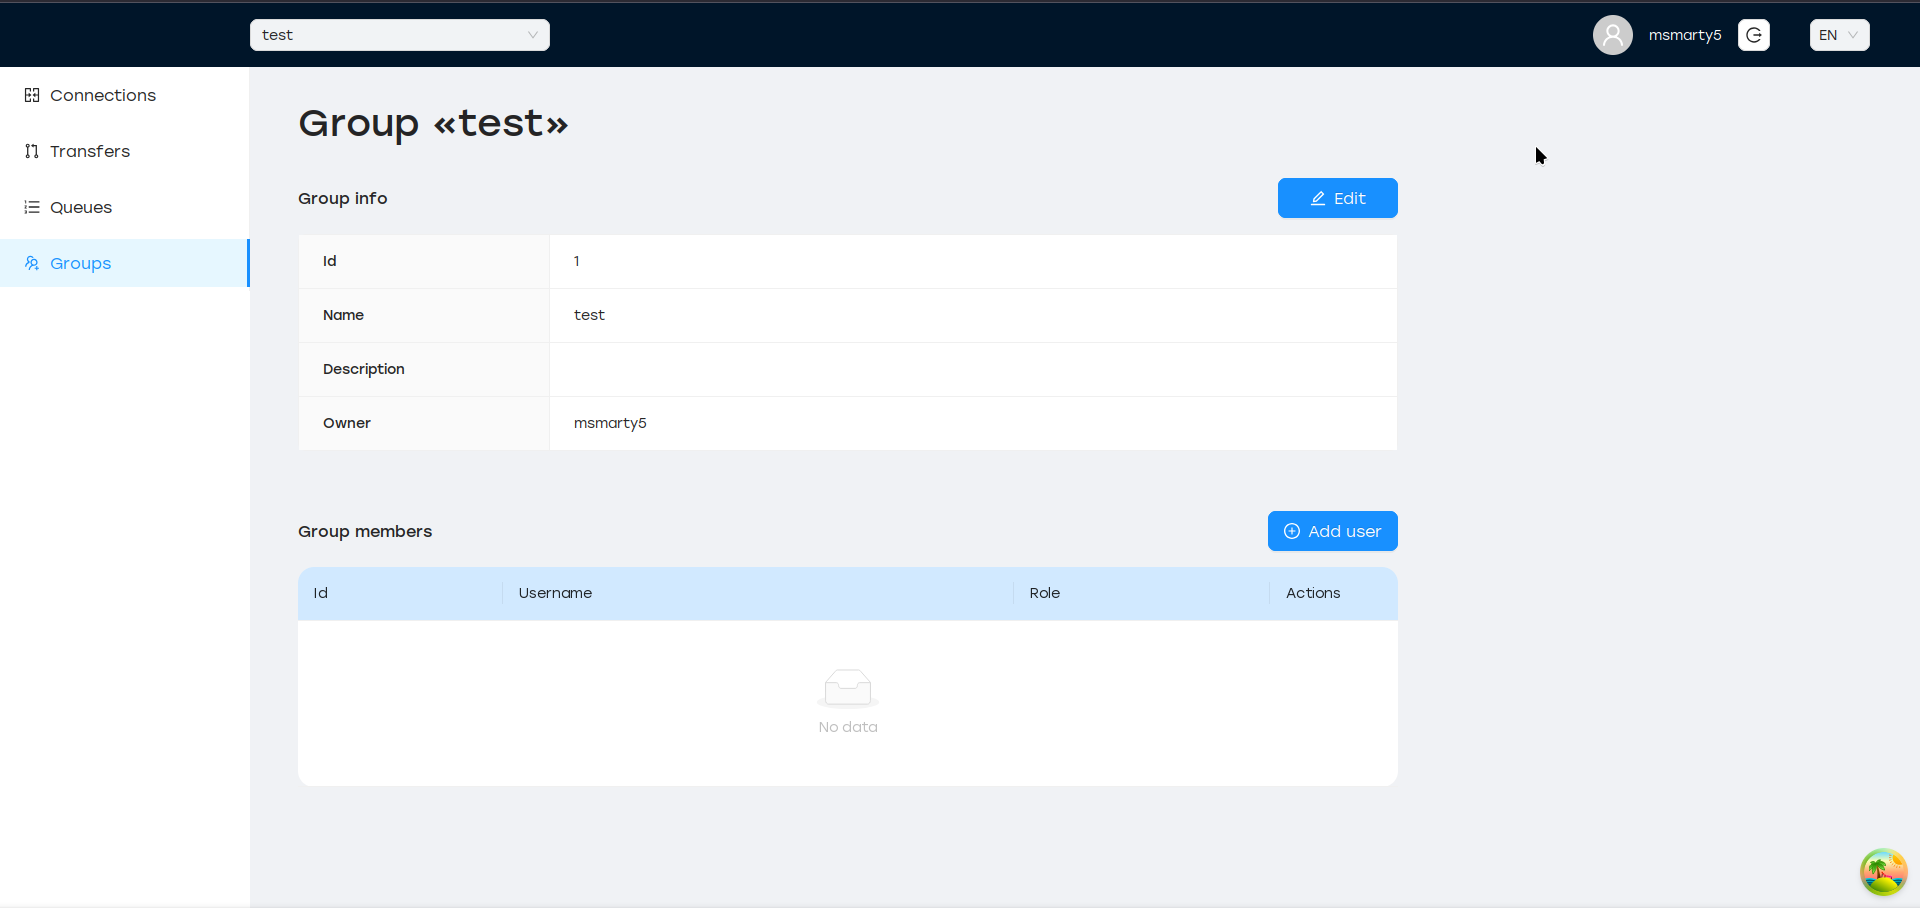 test
msmarty5
EN
Connections
Transfers
Queues
Groups
Group «test»
Group info
Edit
Id 1
Name test
Description
Owner msmarty5
Group members
Add user
Id Username Role Actions
No data